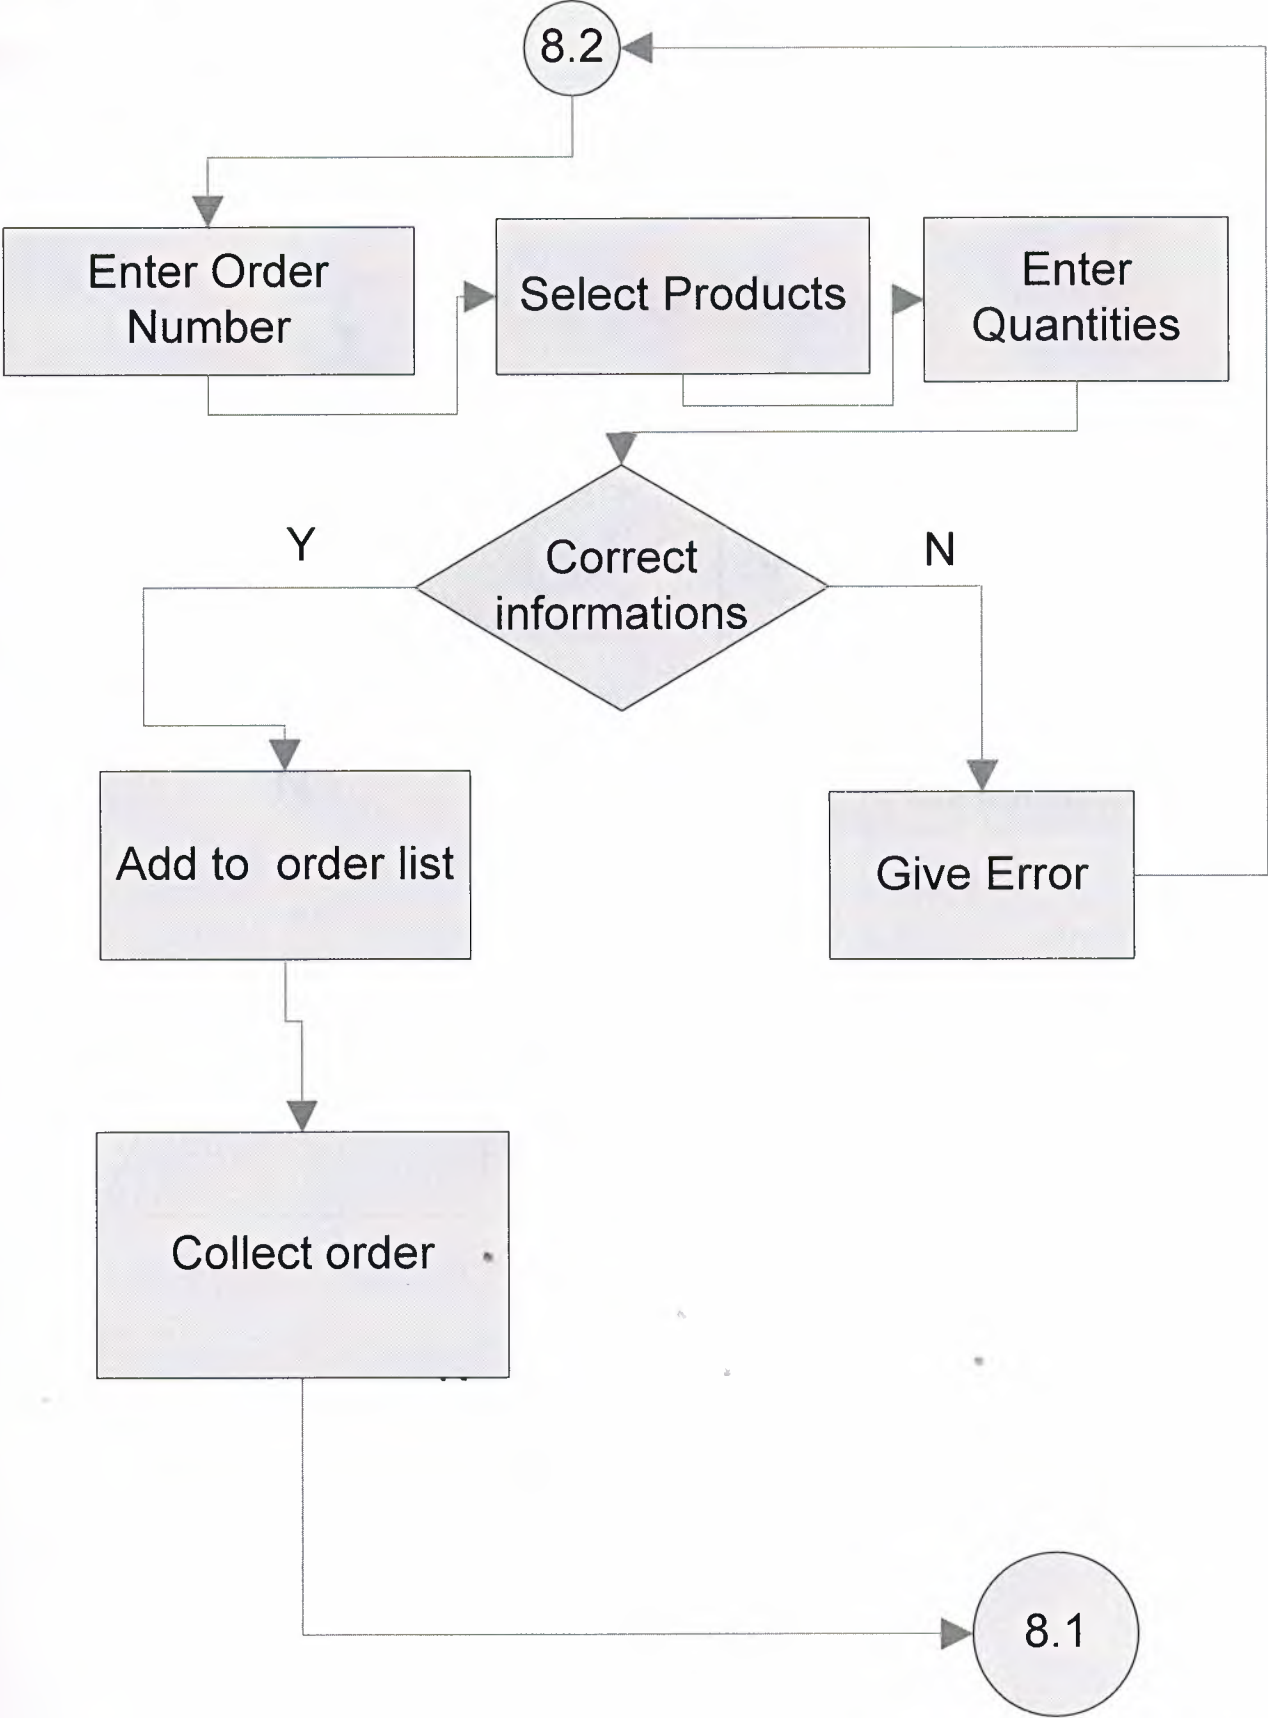 8.2
Enter Order
Number
Select Products
Enter
Quantities
Correct
informations
Y
N
Add to order list
Give Error
Collect order
8.1